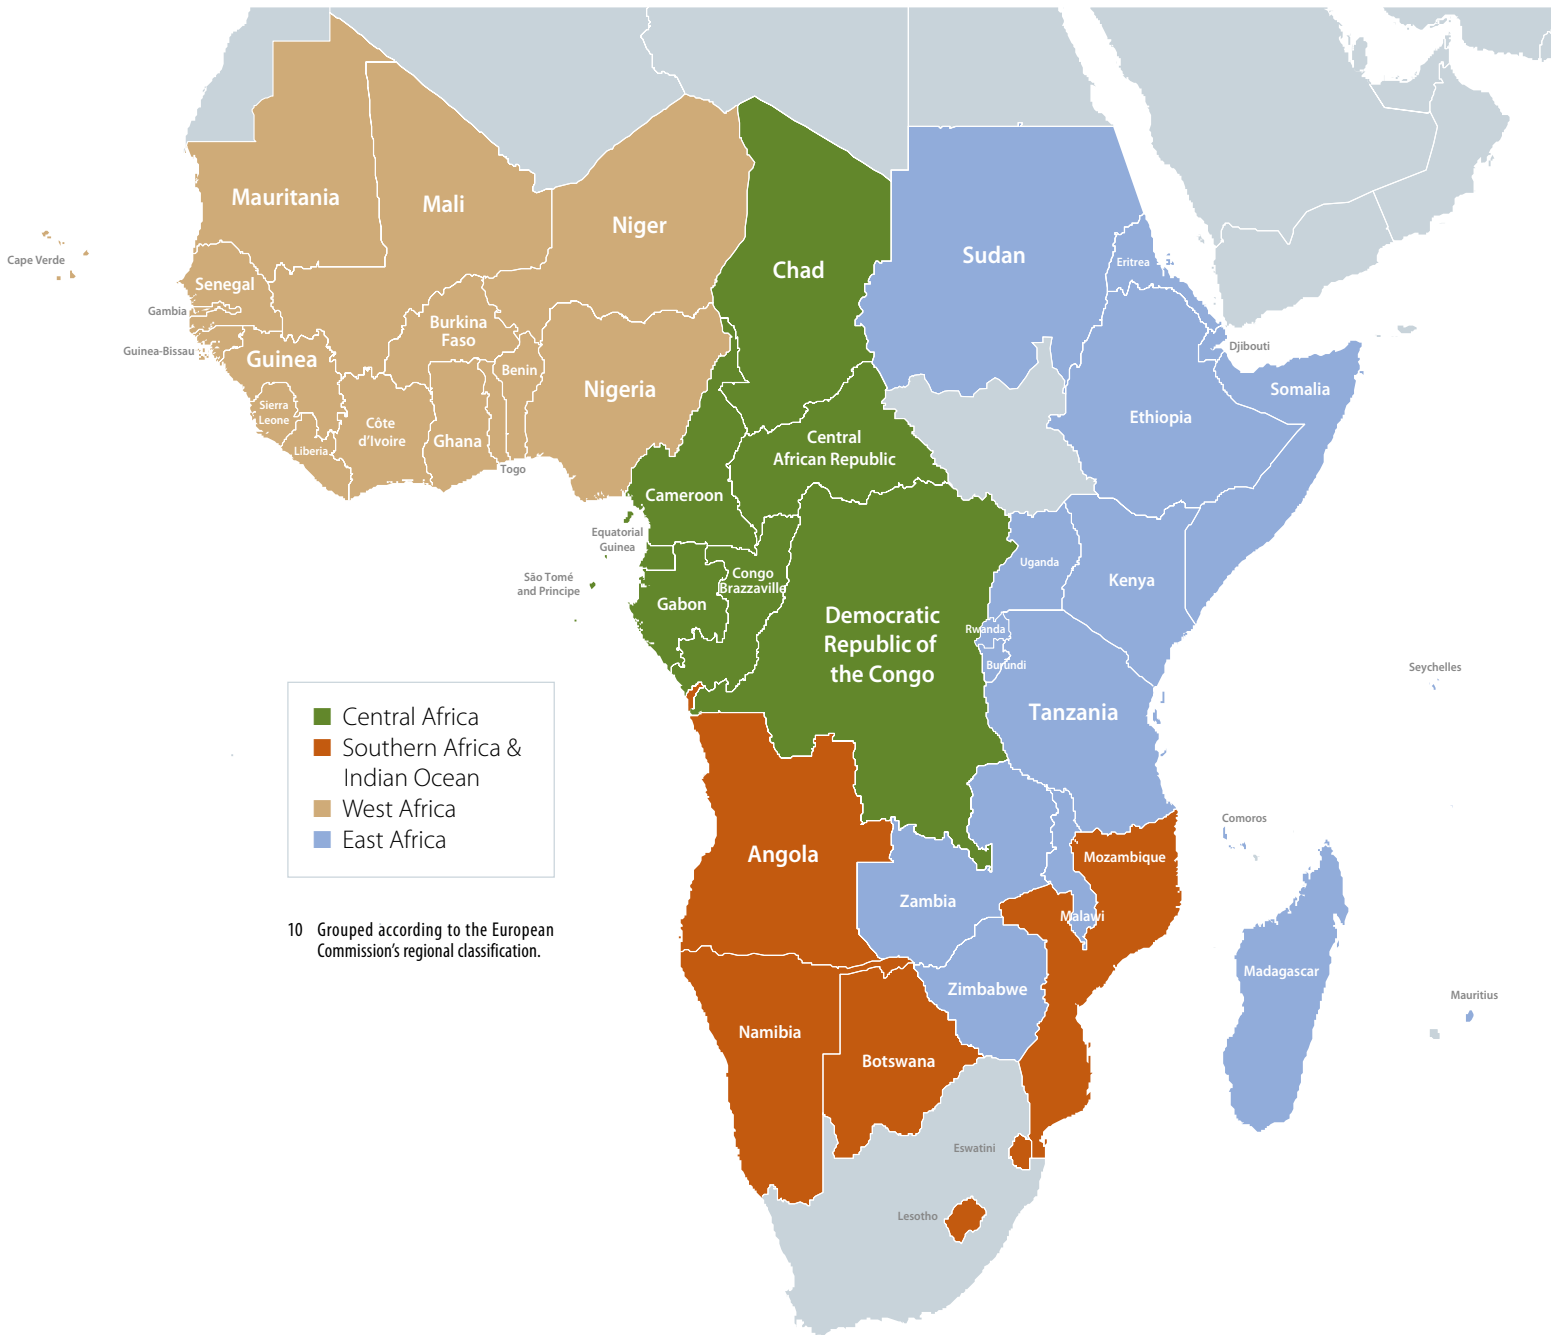 Mauritania
Mali
Niger
Cape Verde
Senegal
Gambia
Guinea-Bissau
Guinea
Burkina
Faso
Benin
Nigeria
Sierra
Leone
Liberia
Côte
d'Ivoire
Ghana
Togo
Chad
Sudan
Eritrea
Djibouti
Somalia
Ethiopia
Central
African Republic
Cameroon
Equatorial
Guinea
São Tomé
and Principe
Gabon
Congo
Brazzaville
Democratic
Republic of
the Congo
Uganda
Kenya
Rwanda
Burundi
Tanzania
Seychelles
Comoros
Angola
Zambia
Malawi
Mozambique
Zimbabwe
Madagascar
Mauritius
Namibia
Botswana
Eswatini
Lesotho
Central Africa
Southern Africa &
Indian Ocean
West Africa
East Africa
10 Grouped according to the European
Commission's regional classification.